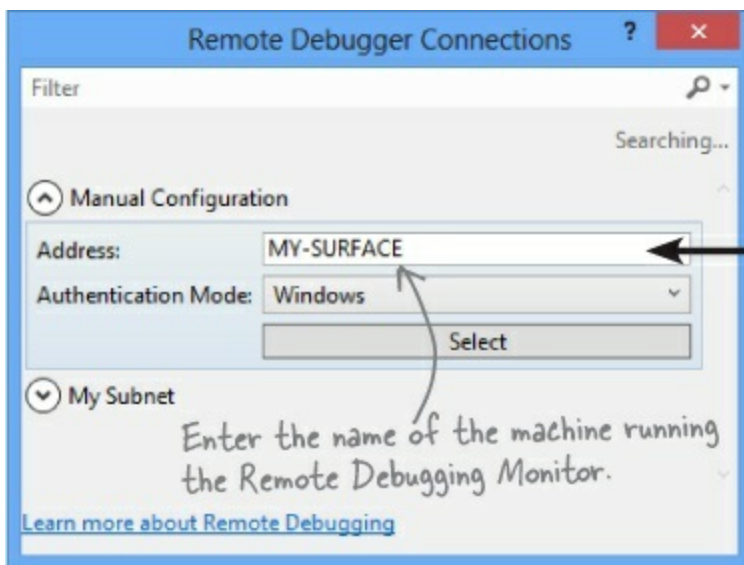 Remote Debugger Connections ?
Filter
Searching...
Manual Configuration
Address: MY-SURFACE
Authentication Mode: Windows
Select
My Subnet
Enter the name of the machine running
the Remote Debugging Monitor.
Learn more about Remote Debugging